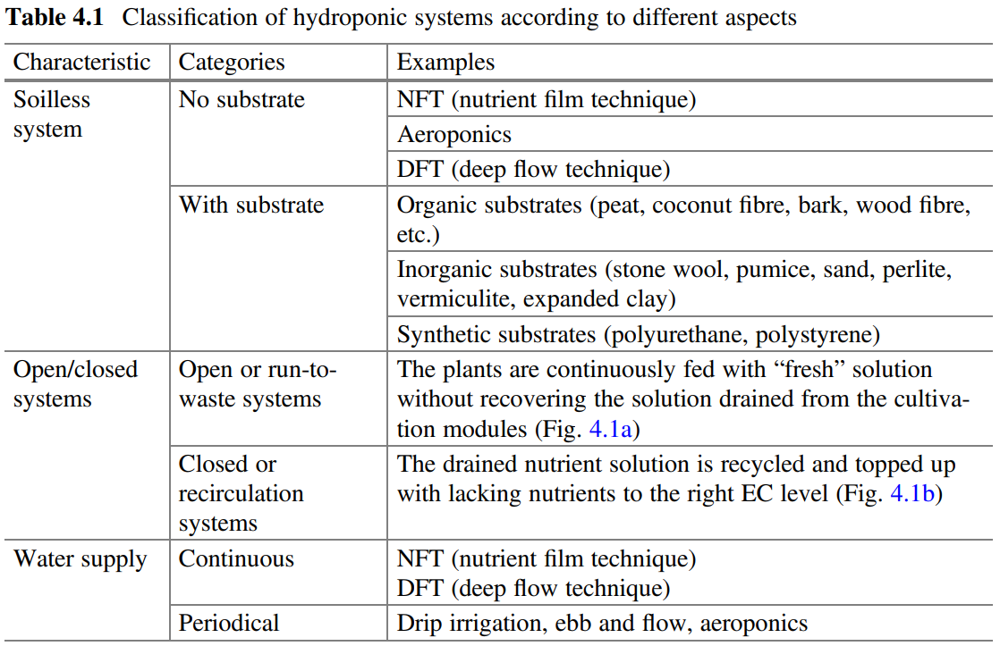 Table 4.1 Classification of hydroponic systems according to different aspects
Characteristic Categories Examples
Soilless
system
No substrate
NFT (nutrient film technique)
Aeroponics
DFT (deep flow technique)
With substrate
Organic substrates (peat, coconut fibre, bark, wood fibre,
etc.)
Inorganic substrates (stone wool, pumice, sand, perlite,
vermiculite, expanded clay)
Synthetic substrates (polyurethane, polystyrene)
Open/closed
systems
Open or run-to-
waste systems
The plants are continuously fed with “fresh” solution
without recovering the solution drained from the cultiva-
tion modules (Fig. 4.1a)
Closed or
recirculation
systems
The drained nutrient solution is recycled and topped up
with lacking nutrients to the right EC level (Fig. 4.1b)
Water supply
Continuous
NFT (nutrient film technique)
DFT (deep flow technique)
Periodical
Drip irrigation, ebb and flow, aeroponics